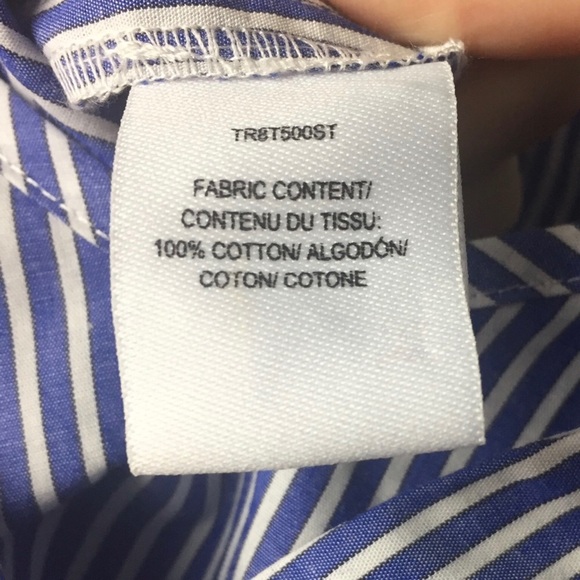 TR8T500ST
FABRIC CONTENT/
CONTENU DU TISSU:
100% COTTON/ ALGODÓN/
COTON/ COTONE